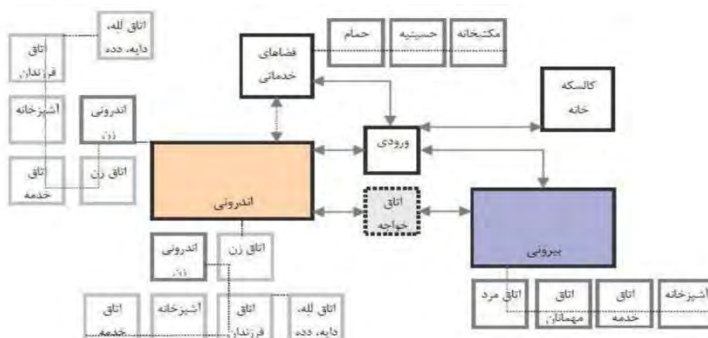 اتاق لله،
دایه، دده
اتاق
فرزندان
فضاهای
خدماتی
حمام
حسینیه
مکتبخانه
کالسکه
خانه
آشپزخانه
اندرونی
زن
ورودی
اتاق
خدمه
اتاق زن
اندرونی
اتاق
خواجه
بیرونی
اندرونی
زن
اتاق زن
اتاق
خدمه
آشپزخانه
اتاق
فرزندان
اتاق لله،
دایه، دده
اتاق مرد
اتاق
مهمانان
اتاق
خدمه
آشپزخانه